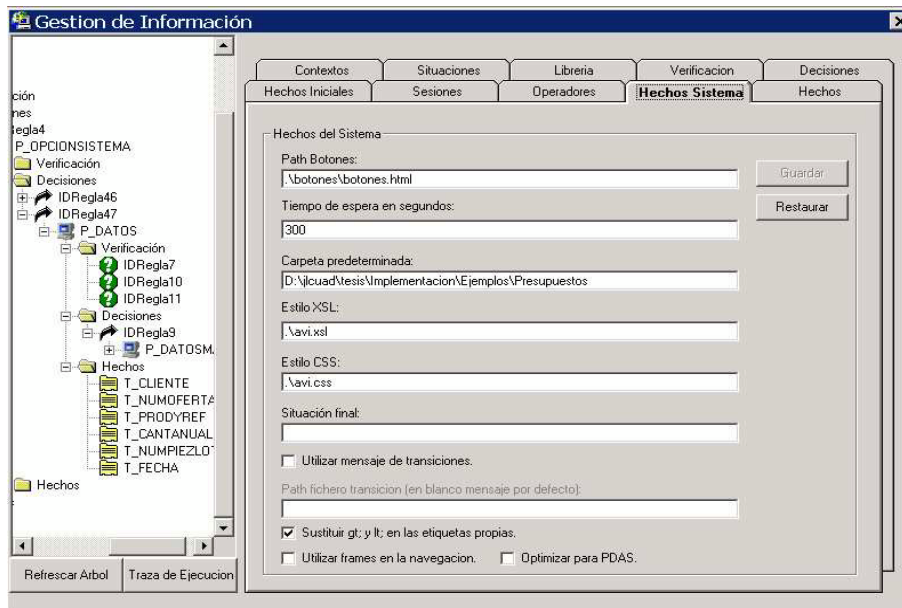 Gestion de Información
Contextos
Situaciones
Libreria
Verificacion
Decisiones
Hechos Iniciales
Sesiones
Operadores
Hechos Sistema
Hechos
ción
nes
Regla4
P_OPCIONSISTEMA
Verificación
Decisiones
IDRegla46
IDRegla47
P_DATOS
Verificación
IDRegla7
IDRegla10
IDRegla11
Decisiones
IDRegla9
P_DATOSM
Hechos
T_CLIENTE
T_NUMOFERTA
T_PRODYREF
T_CANTANUAL
T_NUMPIEZLO
T_FECHA
Hechos
Refrescar Arbol
Traza de Ejecucion
Hechos del Sistema
Path Botones:
.\botones\botones.html
Guardar
Tiempo de espera en segundos:
Restaurar
300
Carpeta predeterminada:
D:\jlcuad\tesis\Implementacion\Ejemplos\Presupuestos
Estilo XSL:
.\avi.xsl
Estilo CSS:
.\avi.css
Situación final:
Utilizar mensaje de transiciones.
Path fichero transicion (en blanco mensaje por defecto):
Sustituir gt; y lt; en las etiquetas propias.
Utilizar frames en la navegacion.
Optimizar para PDAS.